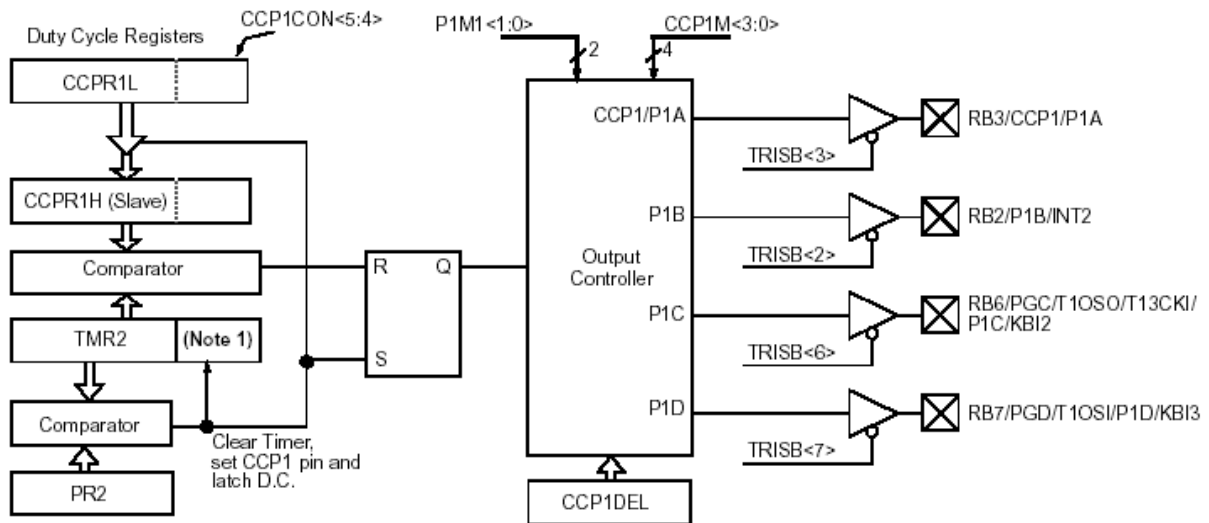 CCP1CON<5:4>
Duty Cycle Registers
CCPR1L
CCPR1H (Slave)
Comparator
TMR2
(Note 1)
Comparator
PR2
Clear Timer,
set CCP1 pin and
latch D.C.
R
Q
S
P1M1<1:0>
2
CCP1M<3:0>
4
Output
Controller
CCP1/P1A
P1B
P1C
P1D
CCP1DEL
TRISB<3>
RB3/CCP1/P1A
TRISB<2>
RB2/P1B/INT2
TRISB<6>
RB6/PGC/T1OSO/T13CKI/
P1C/KBI2
TRISB<7>
RB7/PGD/T1OSI/P1D/KBI3